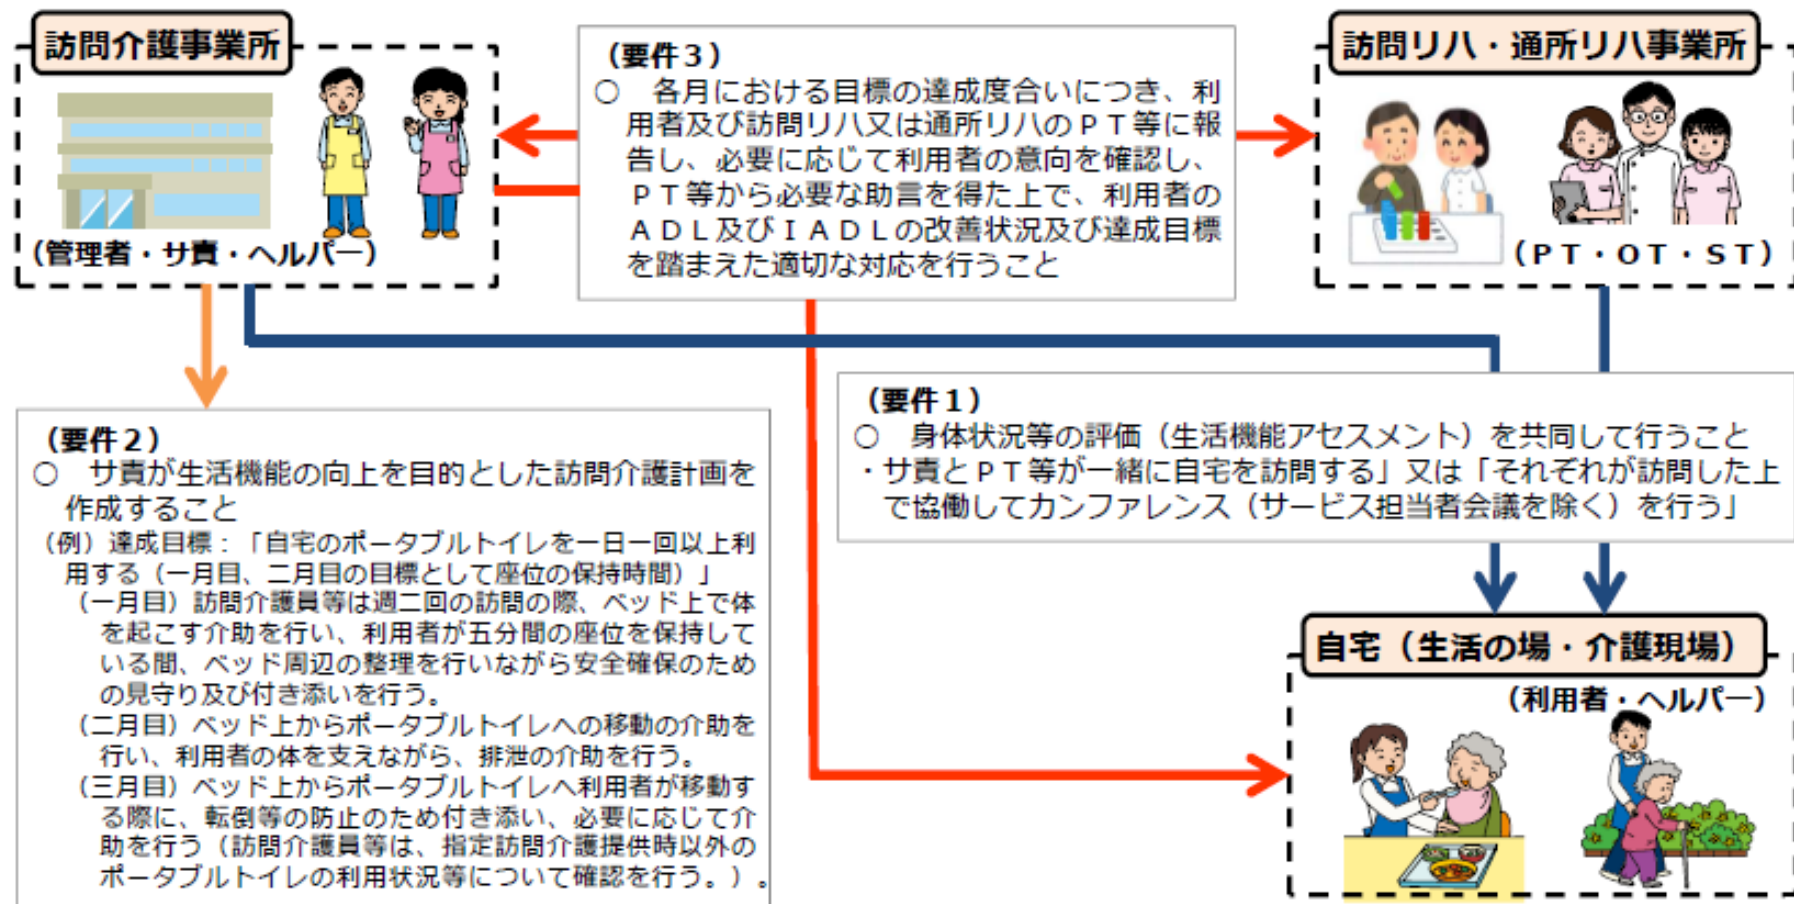 訪問介護事業所
(管理者・サ責・ヘルパー)
(要件3)
○ 各月における目標の達成度合いにつき、利
用者及び訪問リハ又は通所リハのPT等に報
告し、必要に応じて利用者の意向を確認し、
PT等から必要な助言を得た上で、利用者の
ADL及びIADLの改善状況及び達成目標
を踏まえた適切な対応を行うこと
訪問リハ・通所リハ事業所
(PT・OT・ST)
(要件2)
○ サ責が生活機能の向上を目的とした訪問介護計画を
作成すること
(例)達成目標:「自宅のポータブルトイレを一日一回以上利
用する(一月目、二月目の目標として座位の保持時間)」
(一月目)訪問介護員等は週二回の訪問の際、ベッド上で体
を起こす介助を行い、利用者が五分間の座位を保持して
いる間、ベッド周辺の整理を行いながら安全確保のため
の見守り及び付き添いを行う。
(二月目)ベッド上からポータブルトイレへの移動の介助を
行い、利用者の体を支えながら、排泄の介助を行う。
(三月目)ベッド上からポータブルトイレへ利用者が移動す
る際に、転倒等の防止のため付き添い、必要に応じて介
助を行う(訪問介護員等は、指定訪問介護提供時以外の
ポータブルトイレの利用状況等について確認を行う。)。
(要件1)
○ 身体状況等の評価(生活機能アセスメント)を共同して行うこと
・サ責とPT等が一緒に自宅を訪問する」又は「それぞれが訪問した上
で協働してカンファレンス(サービス担当者会議を除く)を行う」
自宅(生活の場・介護現場)
(利用者・ヘルパー)